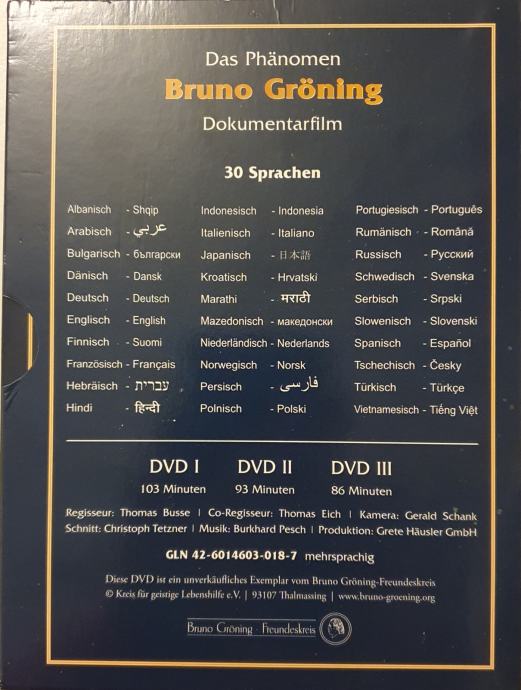 Das Phänomen
Bruno Gröning
Dokumentarfilm
30 Sprachen
Albanisch - Shqip
Arabisch - عربي
Bulgarisch - български
Dänisch - Dansk
Deutsch - Deutsch
Englisch - English
Finnisch - Suomi
Französisch - Français
Hebräisch - עברית
Hindi - हिन्दी
Indonesisch - Indonesia
Italienisch - Italiano
Japanisch - 日本語
Kroatisch - Hrvatski
Marathi - मराठी
Mazedonisch - македонски
Niederländisch - Nederlands
Norwegisch - Norsk
Persisch - فارسی
Polnisch - Polski
Portugiesisch - Português
Rumänisch - Română
Russisch - Русский
Schwedisch - Svenska
Serbisch - Srpski
Slowenisch - Slovenski
Spanisch - Español
Tschechisch - Česky
Türkisch - Türkçe
Vietnamesisch - Tiếng Việt
DVD I DVD II DVD III
103 Minuten 93 Minuten 86 Minuten
Regisseur: Thomas Busse | Co-Regisseur: Thomas Eich | Kamera: Gerald Schank
Schnitt: Christoph Tetzner | Musik: Burkhard Pesch | Produktion: Grete Häusler GmbH
GLN 42-6014603-018-7 mehrsprachig
Diese DVD ist ein unverkäufliches Exemplar vom Bruno Gröning-Freundeskreis
© Kreis für geistige Lebenshilfe e.V. | 93107 Thalmassing | www.bruno-groening.org
Bruno Gröning - Freundeskreis